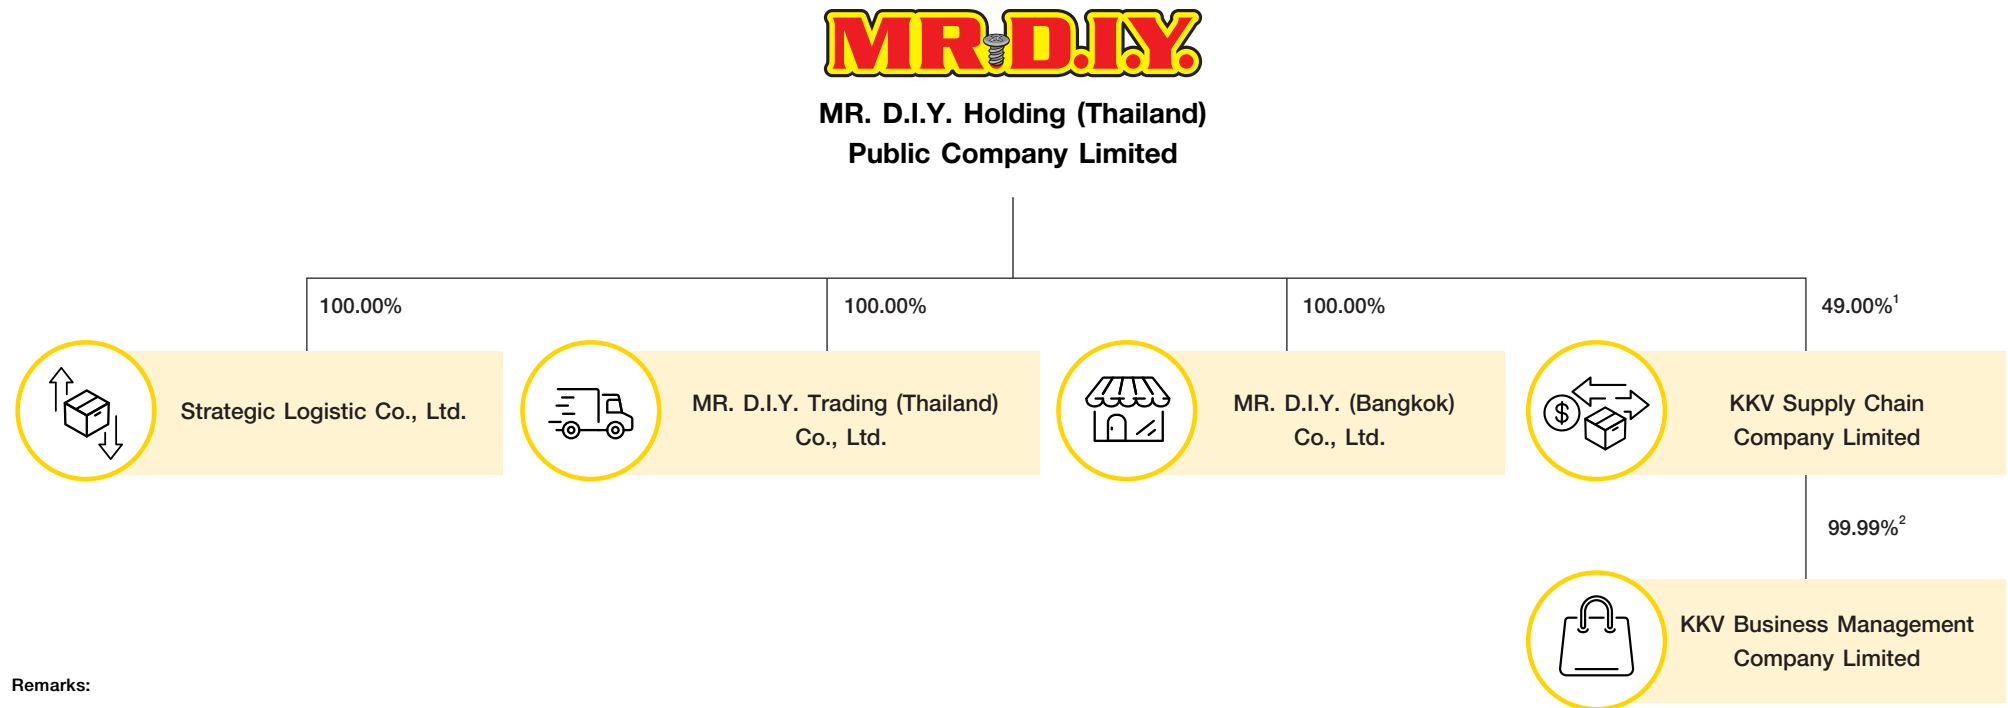 MR D.I.Y.
MR. D.I.Y. Holding (Thailand)
Public Company Limited
100.00%
100.00%
100.00%
49.00%¹
Strategic Logistic Co., Ltd.
MR. D.I.Y. Trading (Thailand)
Co., Ltd.
MR. D.I.Y. (Bangkok)
Co., Ltd.
KKV Supply Chain
Company Limited
99.99%²
KKV Business Management
Company Limited
Remarks: